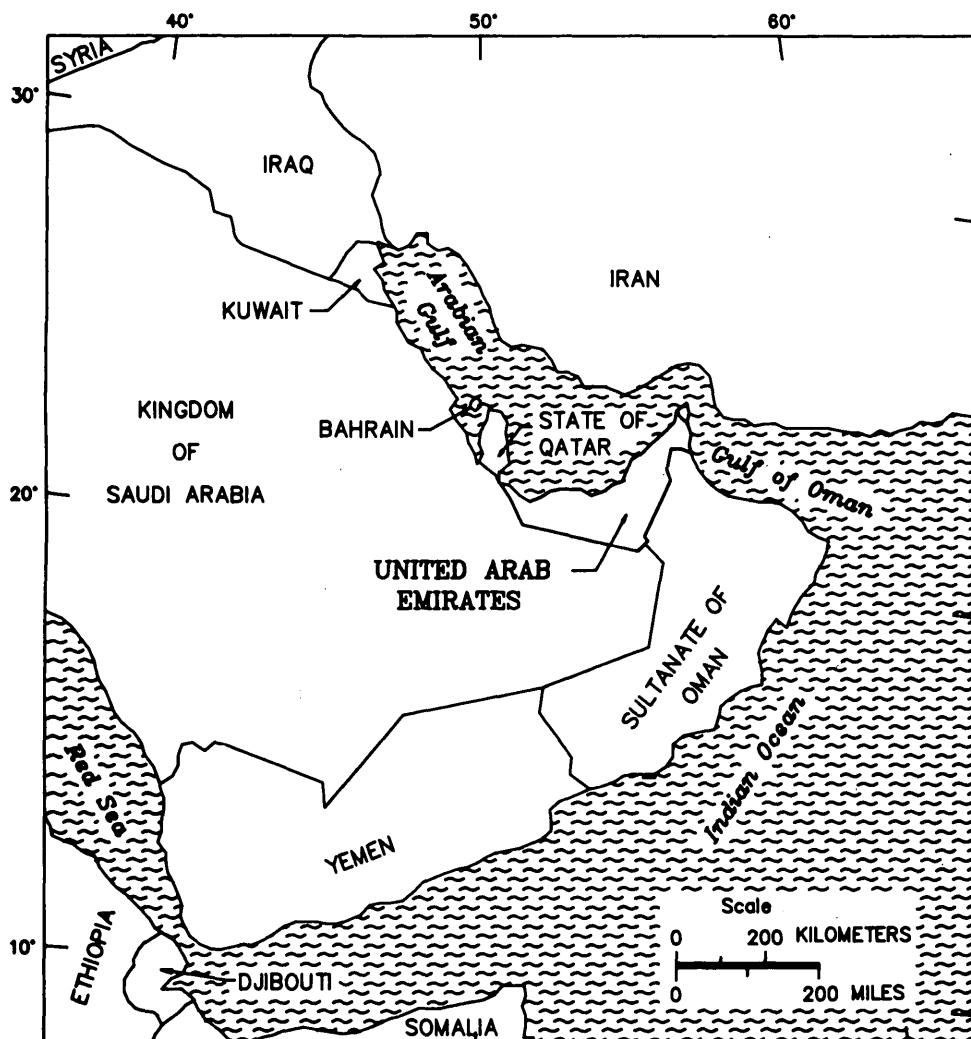 40°
50°
60°
SYRIA
30°
IRAQ
IRAN
KUWAIT
Arabian
Gulf
KINGDOM
OF
SAUDI ARABIA
BAHRAIN
STATE OF
QATAR
Gulf of Oman
20°
UNITED ARAB
EMIRATES
SULTANATE OF
OMAN
Red Sea
Indian Ocean
YEMEN
Scale
0 200 KILOMETERS
0 200 MILES
10°
ETHIOPIA
DJIBOUTI
SOMALIA